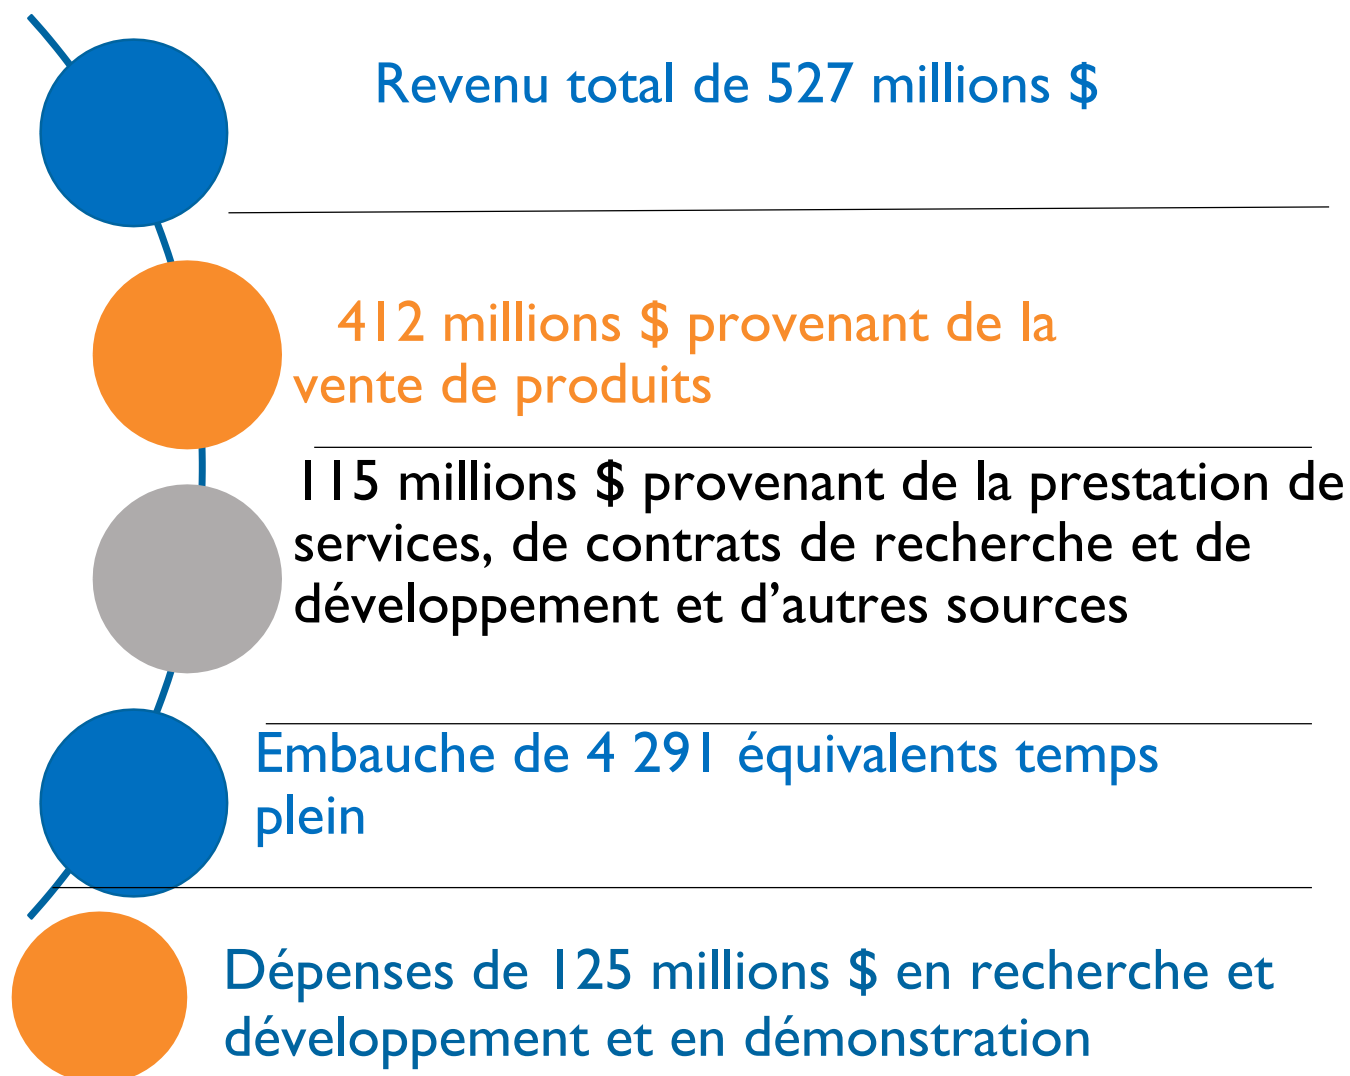 Revenu total de 527 millions $
412 millions $ provenant de la
vente de produits
115 millions $ provenant de la prestation de
services, de contrats de recherche et de
développement et d’autres sources
Embauche de 4 291 équivalents temps
plein
Dépenses de 125 millions $ en recherche et
développement et en démonstration